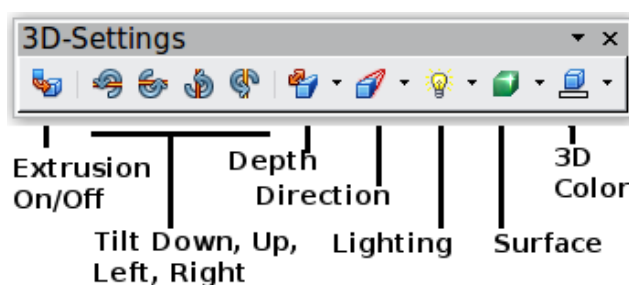 3D-Settings
Extrusion
On/Off
Depth
Direction
3D
Color
Tilt Down, Up,
Left, Right
Lighting
Surface